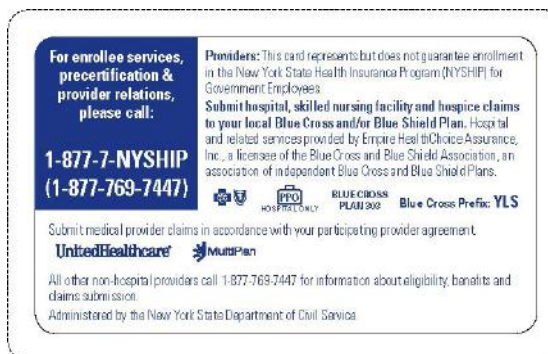 For enrollee services,
precertification &
provider relations,
please call:
1-877-7-NYSHIP
(1-877-769-7447)
Providers: This card represents but does not guarantee enrollment
in the New York State Health Insurance Program (NYSHIP) for
Government Employees
Submit hospital, skilled nursing facility and hospice claims
to your local Blue Cross and/or Blue Shield Plan. Hospital
and related services provided by Empire HealthChoice Assurance,
Inc., a licensee of the Blue Cross and Blue Shield Association, an
association of independent Blue Cross and Blue Shield Plans.
PPO
HOSPITAL ONLY
BLUE CROSS
PLAN 303
Blue Cross Prefix: YLS
Submit medical provider claims in accordance with your participating provider agreement.
UnitedHealthcare
MultiPlan
All other non-hospital providers call 1-877-769-7447 for information about eligibility, benefits and
claims submission.
Administered by the New York State Department of Civil Service